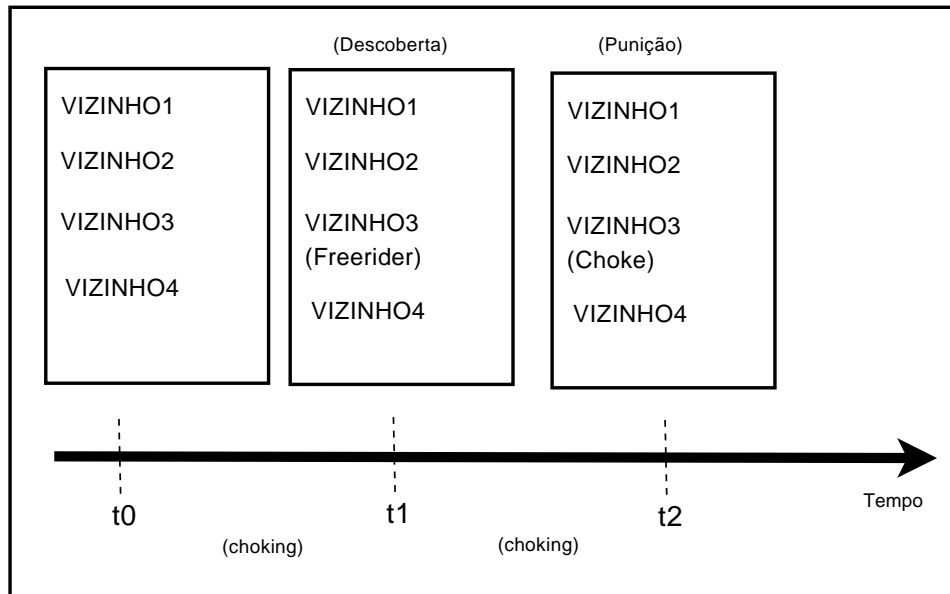 (Descoberta)
(Punição)
VIZINHO1
VIZINHO2
VIZINHO3
VIZINHO4
VIZINHO1
VIZINHO2
VIZINHO3
(Freerider)
VIZINHO4
VIZINHO1
VIZINHO2
VIZINHO3
(Choke)
VIZINHO4
t0
t1
t2
Tempo
(choking)
(choking)